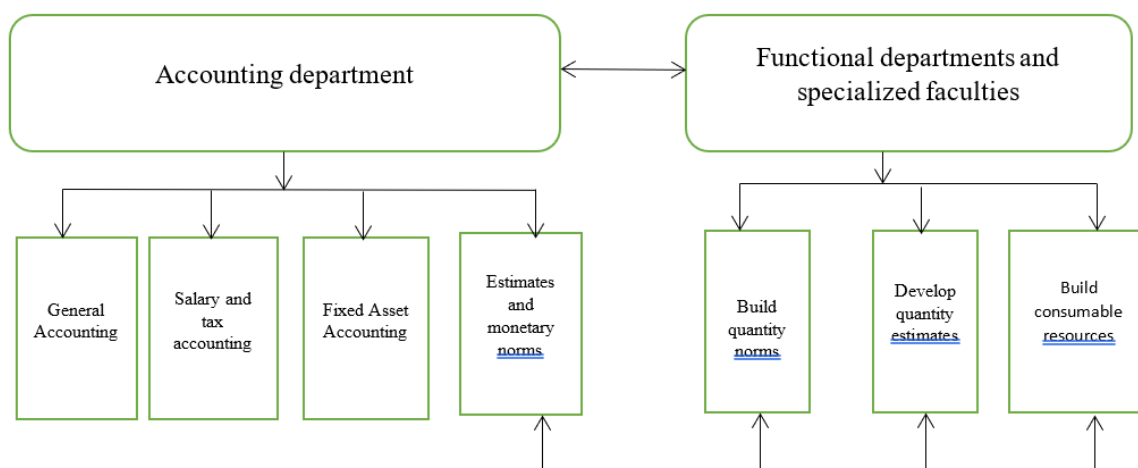 Accounting department
Functional departments and
specialized faculties
General
Accounting
Salary and
tax
accounting
Fixed Asset
Accounting
Estimates
and
monetary
norms
Build
quantity
norms
Develop
quantity
estimates
Build
consumable
resources